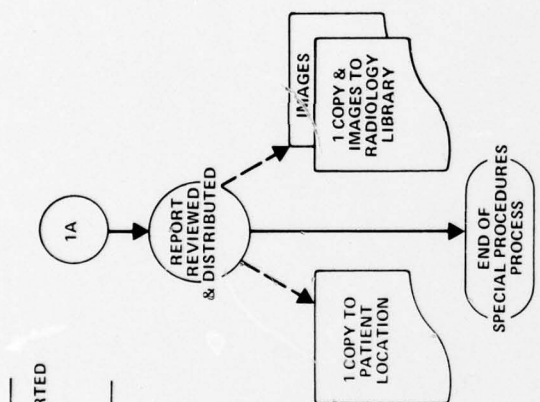 RTED
1A
REPORT
REVIEWED
& DISTRIBUTED
IMAGES
1 COPY &
IMAGES TO
RADIOLOGY
LIBRARY
1 COPY TO
PATIENT
LOCATION
END OF
SPECIAL PROCEDURES
PROCESS